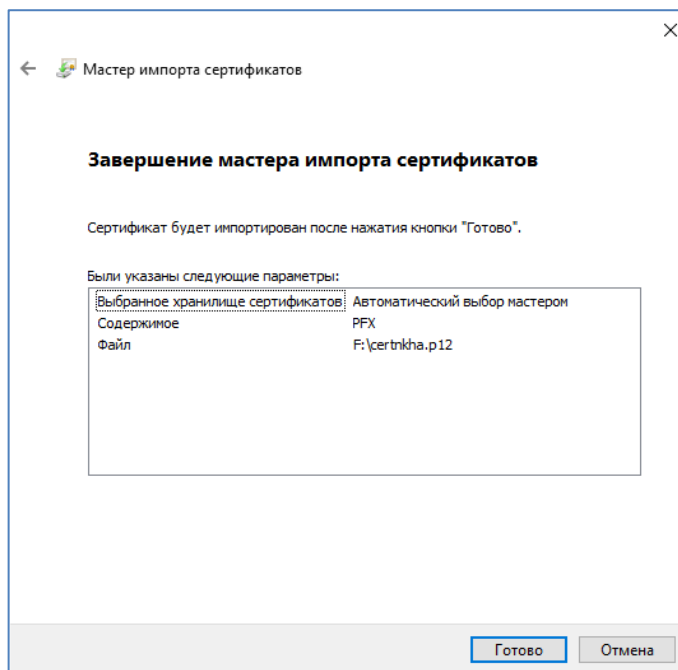 Мастер импорта сертификатов
Завершение мастера импорта сертификатов
Сертификат будет импортирован после нажатия кнопки "Готово".
Были указаны следующие параметры:
Выбранное хранилище сертификатов Автоматический выбор мастером
Содержимое PFX
Файл F:\certnkha.p12
Готово Отмена